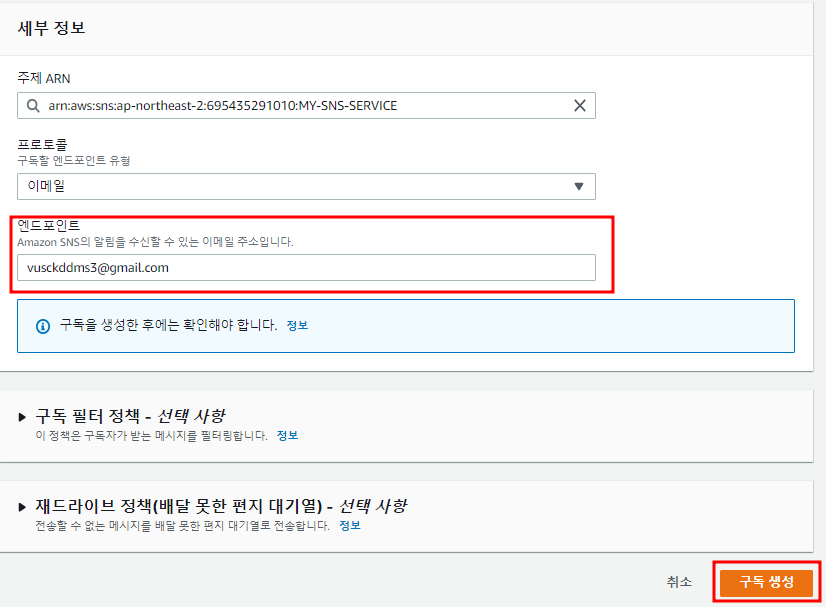 세부 정보
주제 ARN
arn:aws:sns:ap-northeast-2:695435291010:MY-SNS-SERVICE
프로토콜
구독할 엔드포인트 유형
이메일
엔드포인트
Amazon SNS의 알림을 수신할 수 있는 이메일 주소입니다.
vusckddms3@gmail.com
구독을 생성한 후에는 확인해야 합니다. 정보
구독 필터 정책 - 선택 사항
이 정책은 구독자가 받는 메시지를 필터링합니다. 정보
재드라이브 정책(배달 못한 편지 대기열) - 선택 사항
전송할 수 없는 메시지를 배달 못한 편지 대기열로 전송합니다. 정보
취소 구독 생성